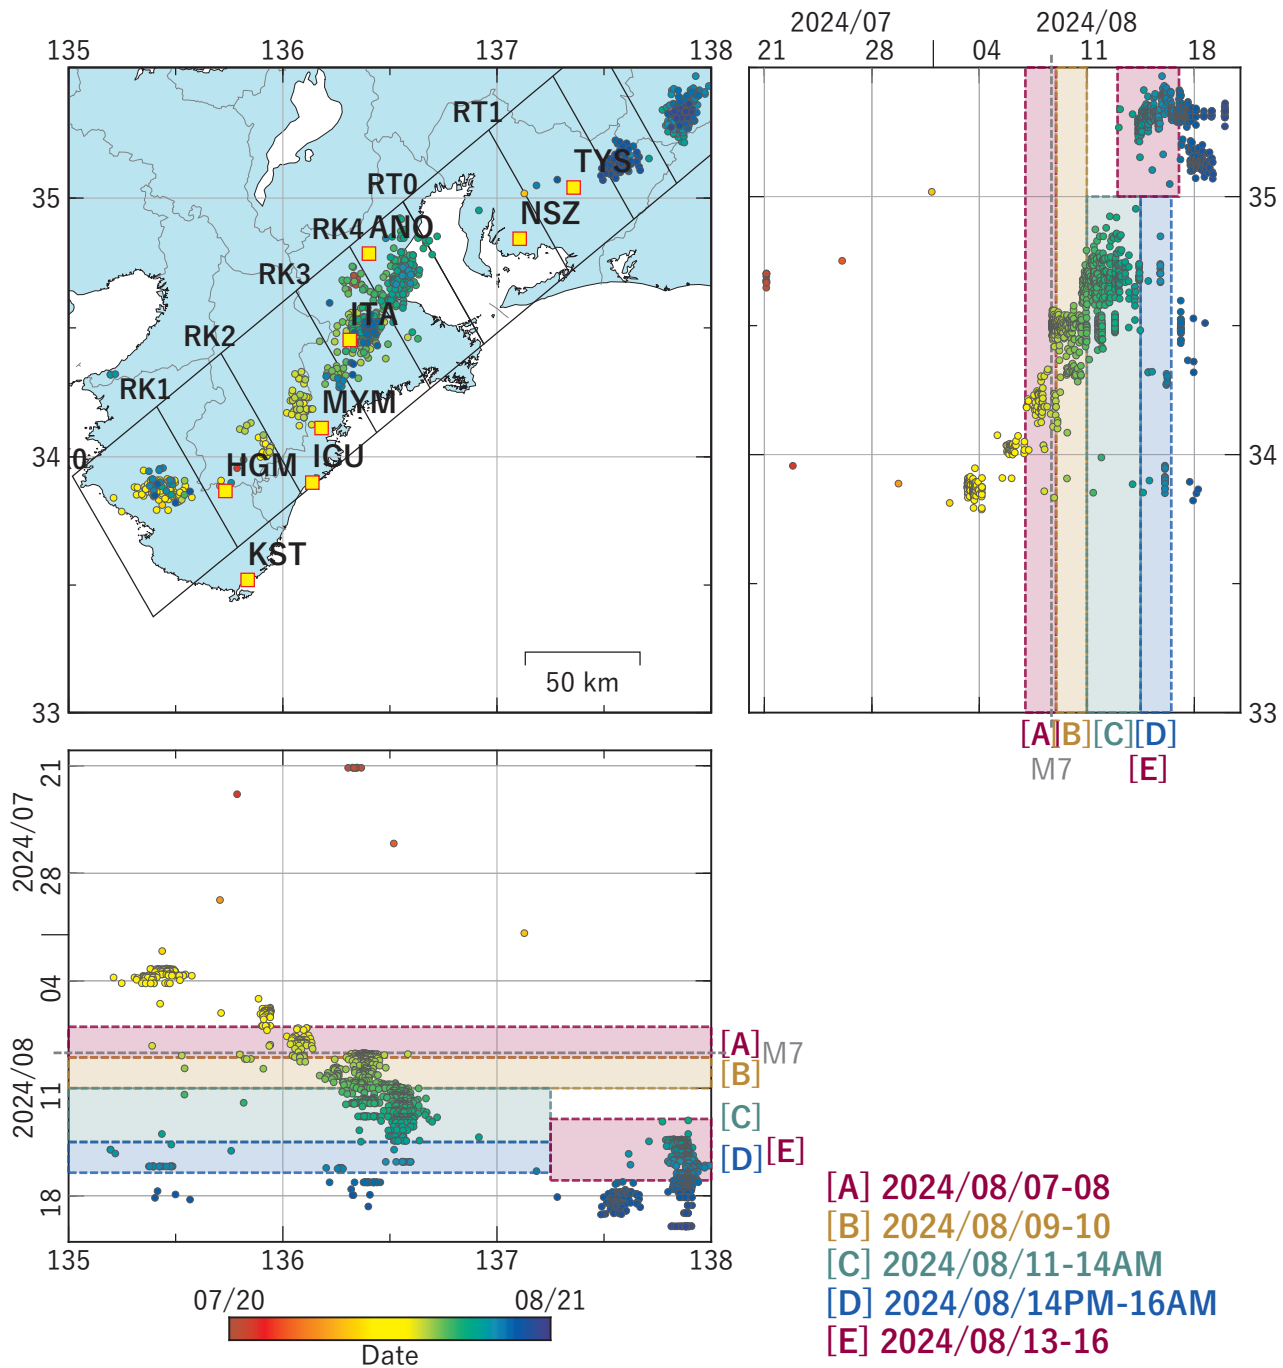 2024/07 2024/08
135 136 137 138
21 28 04 11 18
RT1
TYS
35
RT0
NSZ
RK4 ANO
RK3
ITA
RK2
RK1
MYM
34
0
HGM ICU
KST
50 km
33
35
34
33
[A] [B] [C] [D]
M7 [E]
21
2024/07
28
04
[A] M7
[B]
2024/08
11
[C]
[D] [E]
18
135 136 137 138
07/20 08/21
Date
[A] 2024/08/07-08
[B] 2024/08/09-10
[C] 2024/08/11-14AM
[D] 2024/08/14PM-16AM
[E] 2024/08/13-16